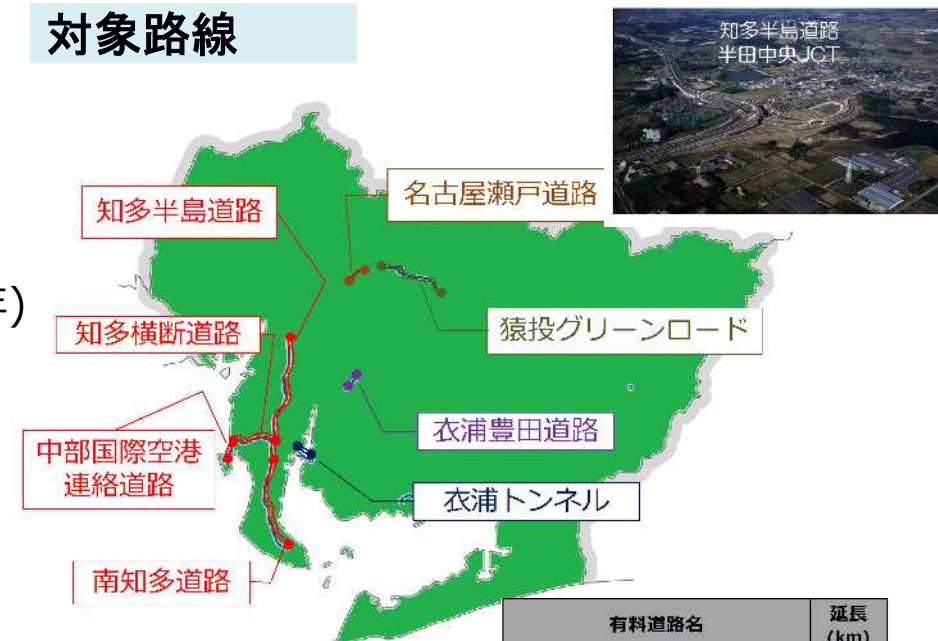 対象路線
知多半島道路
半田中央JCT
名古屋瀬戸道路
知多半島道路
年)
猿投グリーンロード
知多横断道路
衣浦豊田道路
中部国際空港
連絡道路
衣浦トンネル
南知多道路
有料道路名
延長
(km)